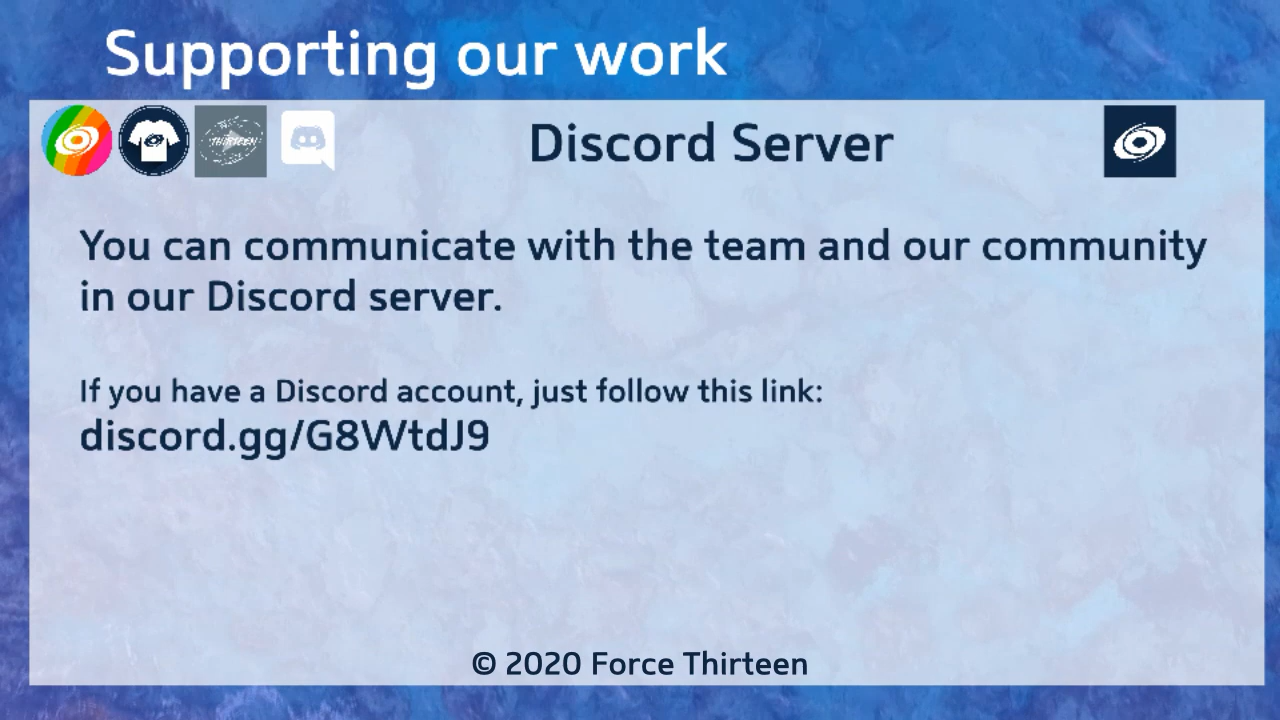 Supporting our work
THIRTEEN
Discord Server
You can communicate with the team and our community
in our Discord server.
If you have a Discord account, just follow this link:
discord.gg/G8WtdJ9
© 2020 Force Thirteen